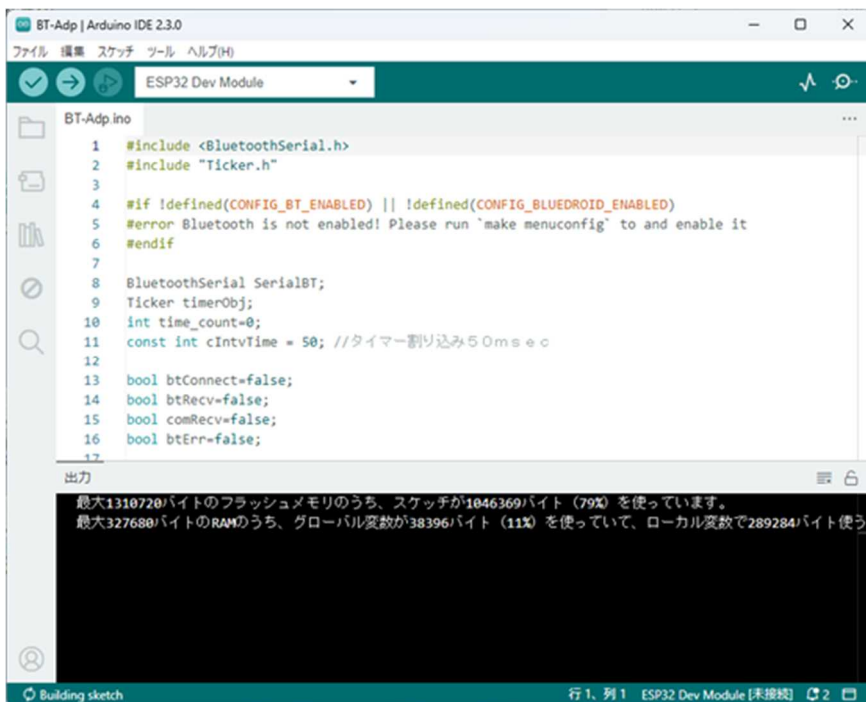 BT-Adp | Arduino IDE 2.3.0
ファイル 編集 スケッチ ツール ヘルプ(H)
ESP32 Dev Module
BT-Adp.ino
1 #include <BluetoothSerial.h>
2 #include "Ticker.h"
3
4 #if !defined(CONFIG_BT_ENABLED) || !defined(CONFIG_BLUEDROID_ENABLED)
5 #error Bluetooth is not enabled! Please run `make menuconfig` to and enable it
6 #endif
7
8 BluetoothSerial SerialBT;
9 Ticker timerObj;
10 int time_count=0;
11 const int cIntvTime = 50; //タイマー割り込み50msec
12
13 bool btConnect=false;
14 bool btRecv=false;
15 bool comRecv=false;
16 bool btErr=false;
17
出力
最大1310720バイトのフラッシュメモリのうち、スケッチが1046369バイト（79%）を使っています。
最大327680バイトのRAMのうち、グローバル変数が38396バイト（11%）を使っていて、ローカル変数で289284バイト使う
Building sketch
行 1、列 1 ESP32 Dev Module [未接続] 2